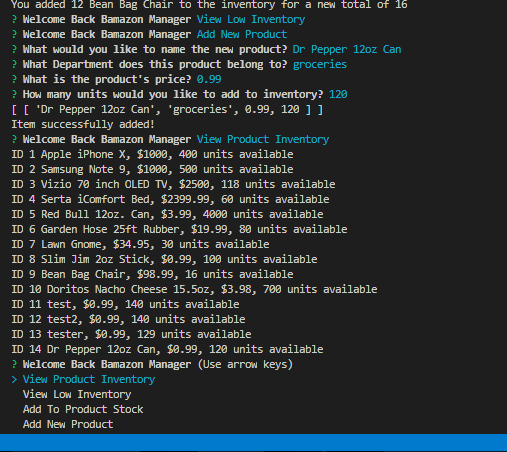 You added 12 Bean Bag Chair to the inventory for a new total of 16
? Welcome Back Bamazon Manager View Low Inventory
? Welcome Back Bamazon Manager Add New Product
? What would you like to name the new product? Dr Pepper 12oz Can
? What Department does this product belong to? groceries
? What is the product's price? 0.99
? How many units would you like to add to inventory? 120
[ [ 'Dr Pepper 12oz Can', 'groceries', 0.99, 120 ] ]
Item successfully added!
? Welcome Back Bamazon Manager View Product Inventory
ID 1 Apple iPhone X, $1000, 400 units available
ID 2 Samsung Note 9, $1000, 500 units available
ID 3 Vizio 70 inch OLED TV, $2500, 118 units available
ID 4 Serta iComfort Bed, $2399.99, 60 units available
ID 5 Red Bull 12oz. Can, $3.99, 4000 units available
ID 6 Garden Hose 25ft Rubber, $19.99, 80 units available
ID 7 Lawn Gnome, $34.95, 30 units available
ID 8 Slim Jim 2oz Stick, $0.99, 100 units available
ID 9 Bean Bag Chair, $98.99, 16 units available
ID 10 Doritos Nacho Cheese 15.5oz, $3.98, 700 units available
ID 11 test, $0.99, 140 units available
ID 12 test2, $0.99, 140 units available
ID 13 tester, $0.99, 129 units available
ID 14 Dr Pepper 12oz Can, $0.99, 120 units available
? Welcome Back Bamazon Manager (Use arrow keys)
> View Product Inventory
View Low Inventory
Add To Product Stock
Add New Product